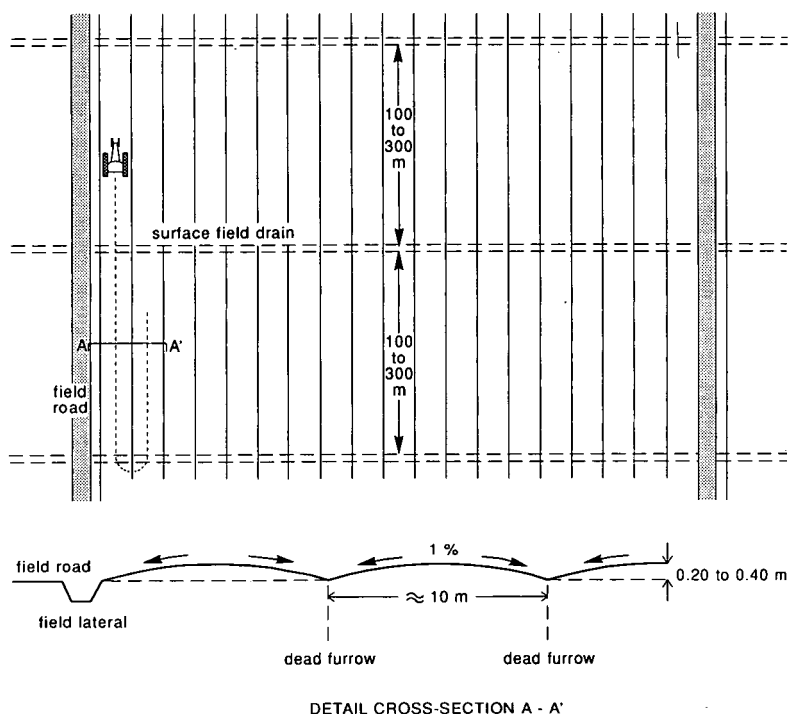 100
to
300
m
surface field drain
100
to
300
m
A
A'
field
road
field road
field lateral
1 %
≈ 10 m
0.20 to 0.40 m
dead furrow
dead furrow
DETAIL CROSS-SECTION A - A'